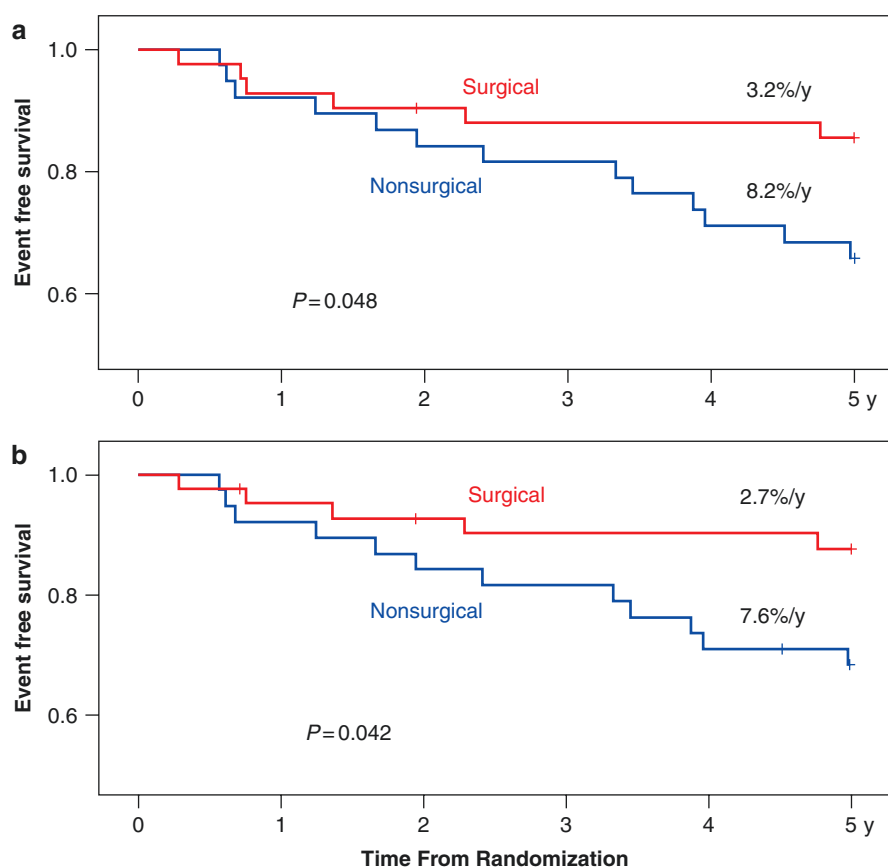 a
Event free survival
1.0
0.8
0.6
Surgical
3.2%/y
Nonsurgical
8.2%/y
P=0.048
0 1 2 3 4 5 y
b
Event free survival
1.0
0.8
0.6
Surgical
2.7%/y
Nonsurgical
7.6%/y
P=0.042
0 1 2 3 4 5 y
Time From Randomization